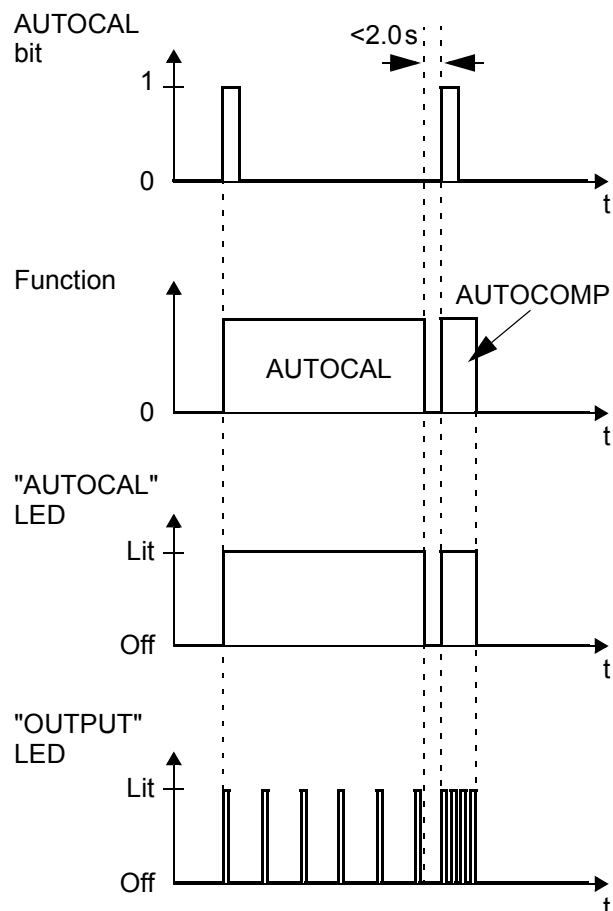 AUTOCAL
bit
<2.0s
1
0
t
Function
AUTOCOMP
AUTOCAL
0
t
"AUTOCAL"
LED
Lit
Off
t
"OUTPUT"
LED
Lit
Off
t